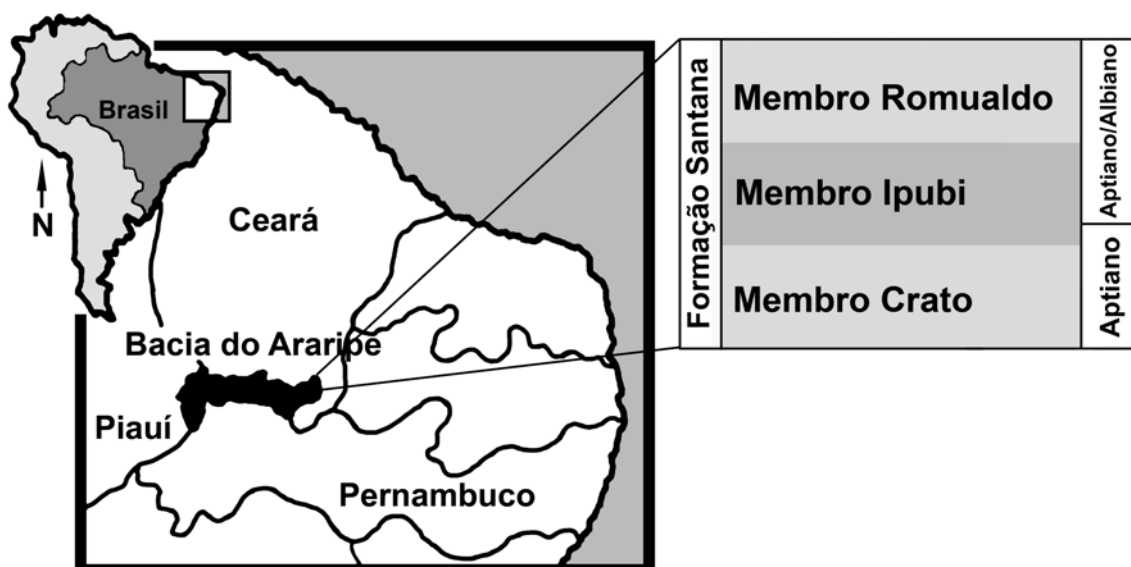 Brasil
N
Ceará
Bacia do Araripe
Piauí
Pernambuco
Formação Santana
Membro Romualdo
Membro Ipubi
Membro Crato
Aptiano/Albiano
Aptiano